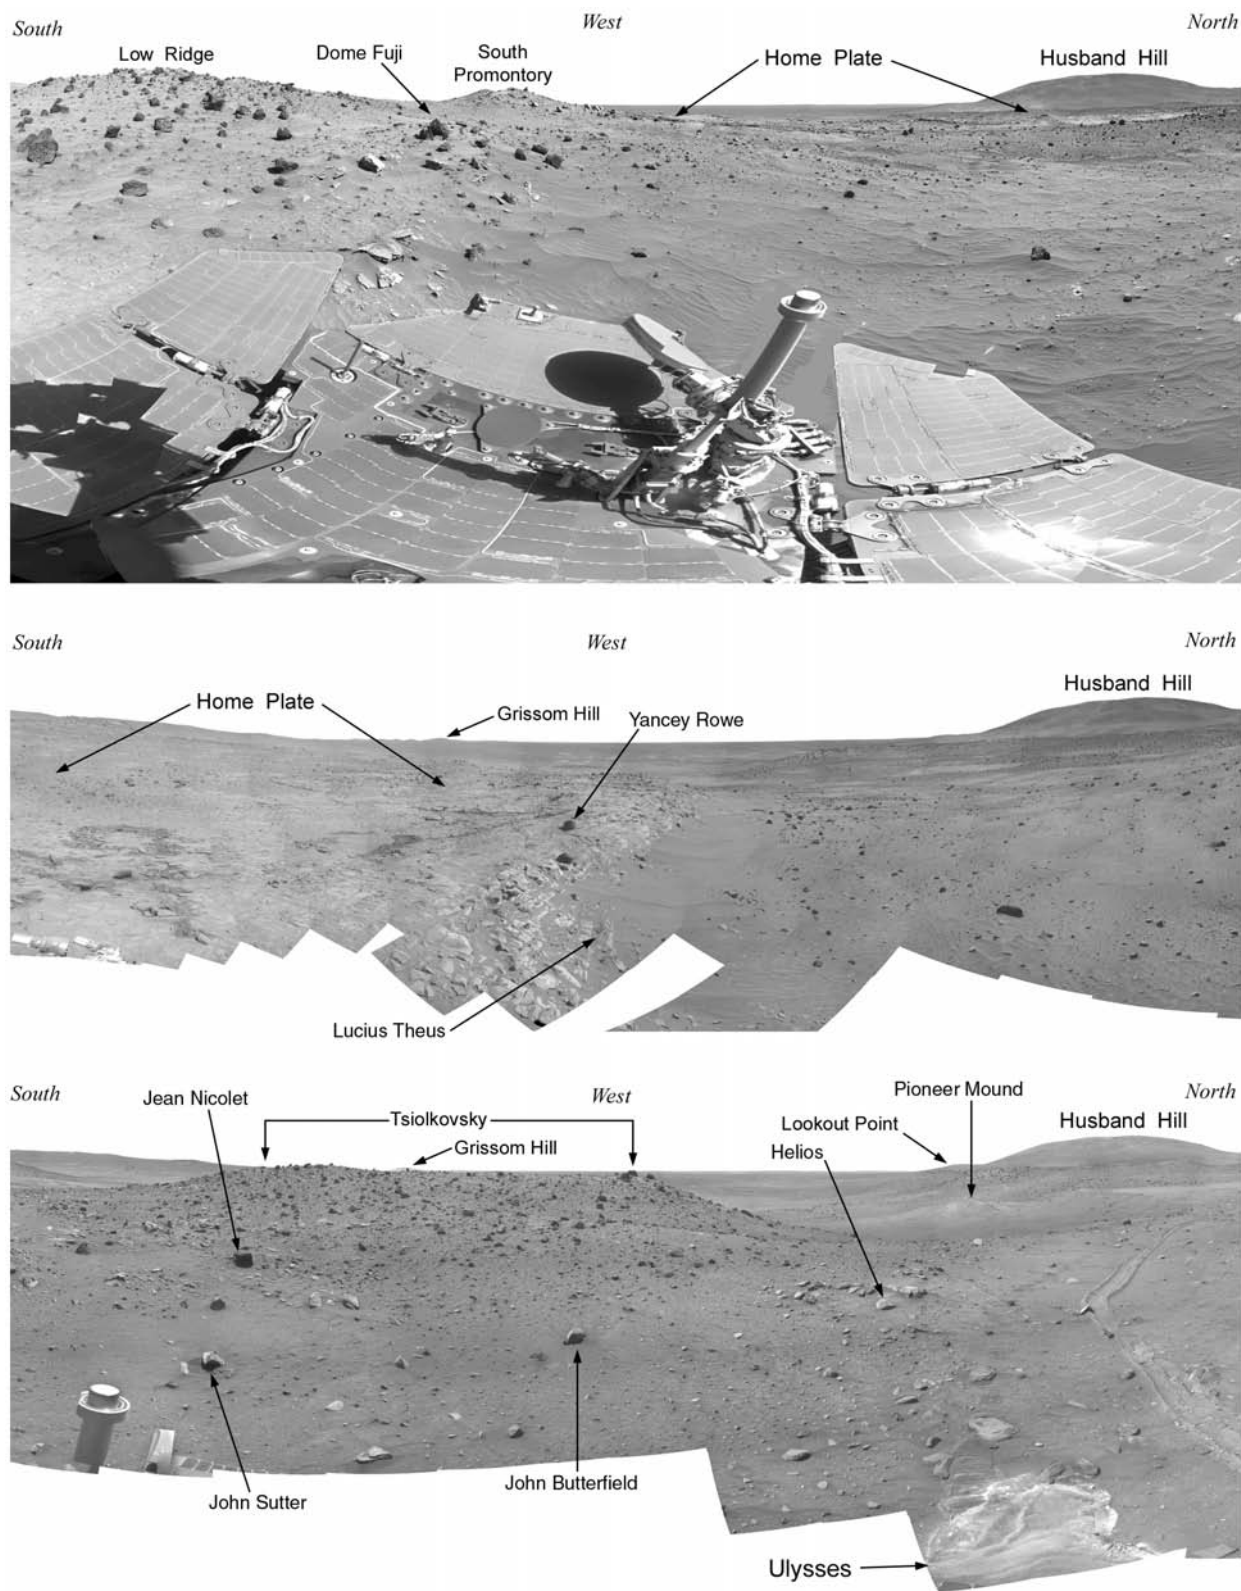 South West North
Low Ridge Dome Fuji South Promontory Home Plate Husband Hill
South West North
Home Plate Grissom Hill Yancey Rowe Husband Hill
Lucius Theus
South West North
Jean Nicolet Tsiolkovsky Grissom Hill Pioneer Mound
Lookout Point Husband Hill
Helios
John Sutter John Butterfield
Ulysses